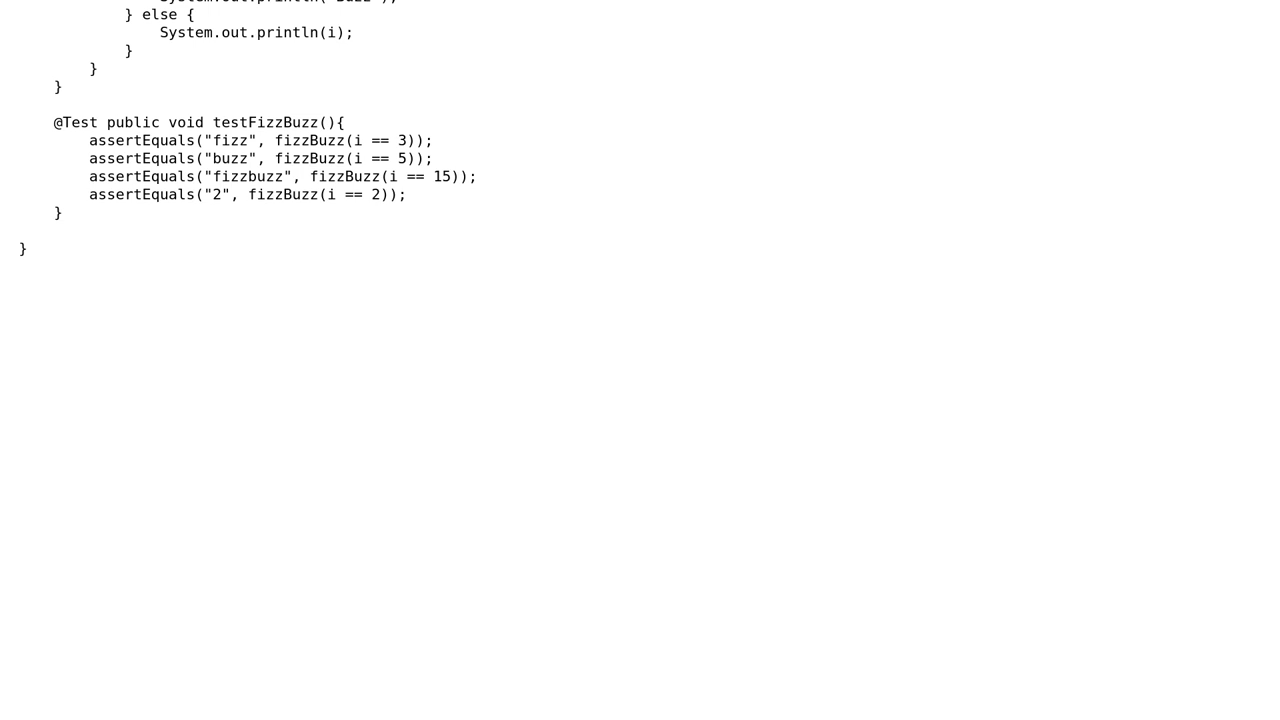 } else {
                System.out.println(i);
            }
        }
    }

    @Test public void testFizzBuzz(){
        assertEquals("fizz", fizzBuzz(i == 3));
        assertEquals("buzz", fizzBuzz(i == 5));
        assertEquals("fizzbuzz", fizzBuzz(i == 15));
        assertEquals("2", fizzBuzz(i == 2));
    }

}